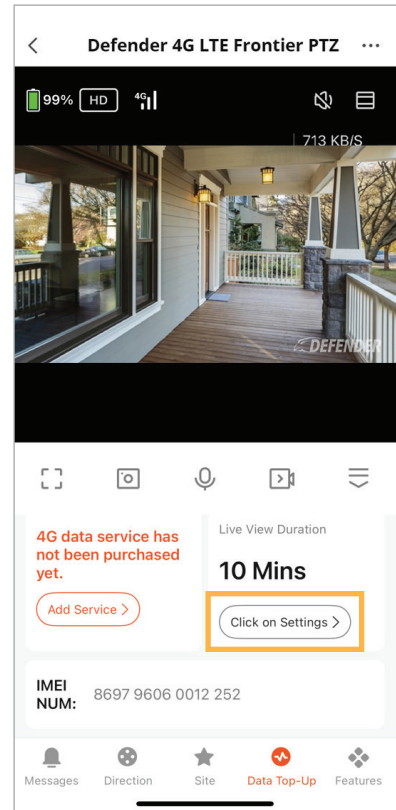 Defender 4G LTE Frontier PTZ
99% HD 4G
713 KB/S
DEFENDER
4G data service has
not been purchased
yet.
Add Service >
Live View Duration
10 Mins
Click on Settings >
IMEI
NUM:
8697 9606 0012 252
Messages Direction Site Data Top-Up Features